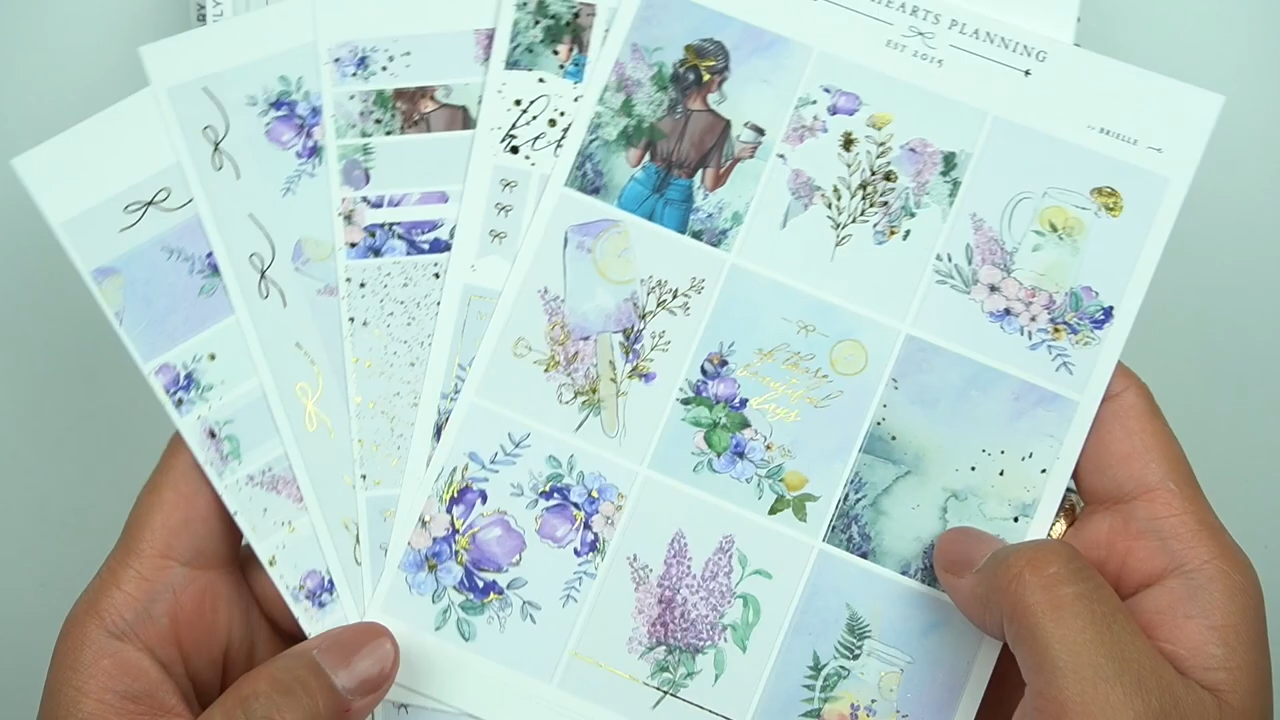 HEARTS PLANNING
EST 2015
BRIELLE
oh these
beautiful
days